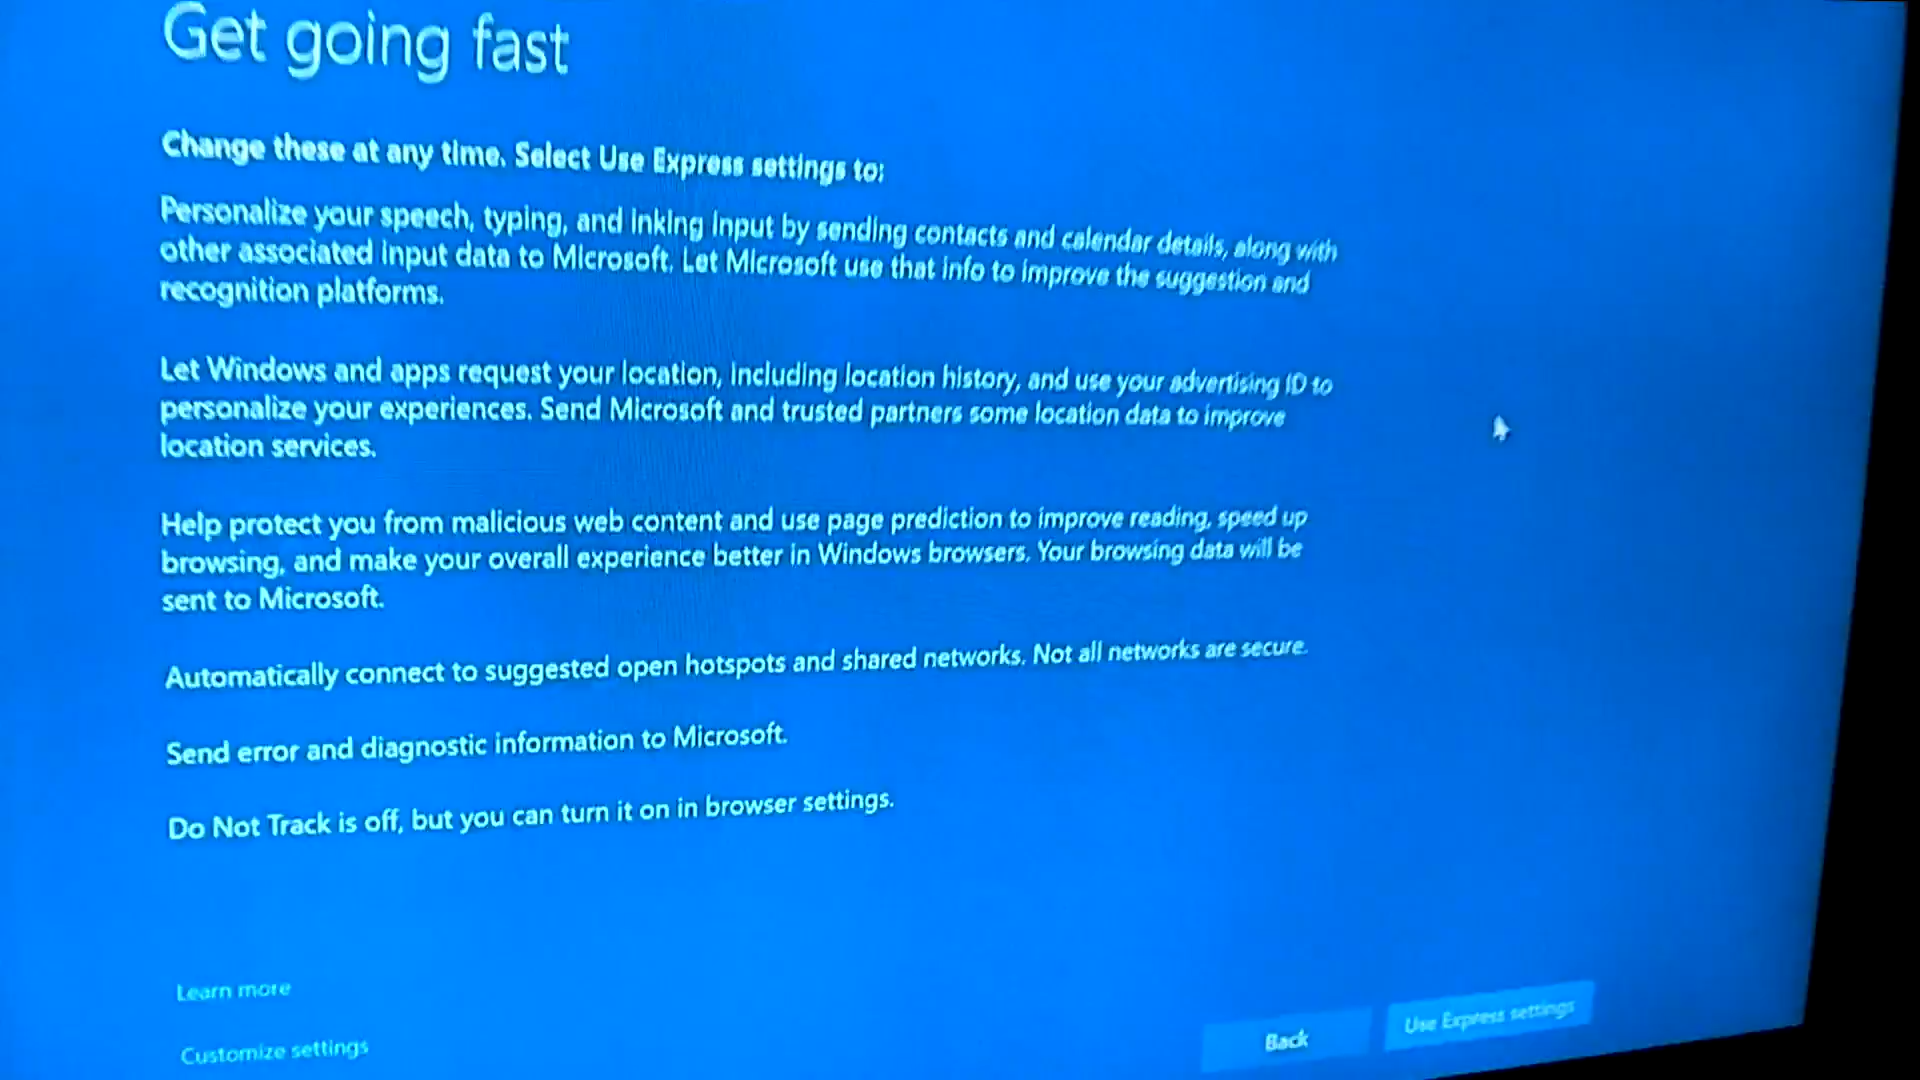 Get going fast
Change these at any time. Select Use Express settings to:
Personalize your speech, typing, and inking input by sending contacts and calendar details, along with
other associated input data to Microsoft. Let Microsoft use that info to improve the suggestion and
recognition platforms.
Let Windows and apps request your location, including location history, and use your advertising ID to
personalize your experiences. Send Microsoft and trusted partners some location data to improve
location services.
Help protect you from malicious web content and use page prediction to improve reading, speed up
browsing, and make your overall experience better in Windows browsers. Your browsing data will be
sent to Microsoft.
Automatically connect to suggested open hotspots and shared networks. Not all networks are secure.
Send error and diagnostic information to Microsoft.
Do Not Track is off, but you can turn it on in browser settings.
Learn more
Customize settings
Back
Use Express settings